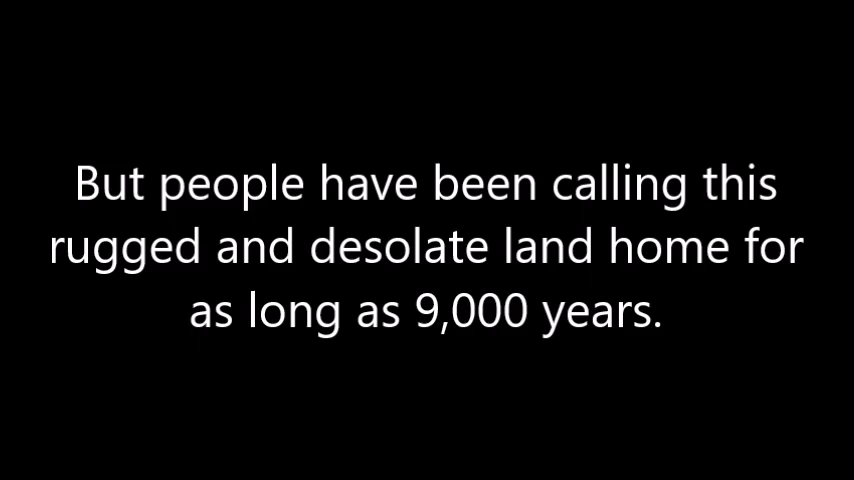 But people have been calling this
rugged and desolate land home for
as long as 9,000 years.